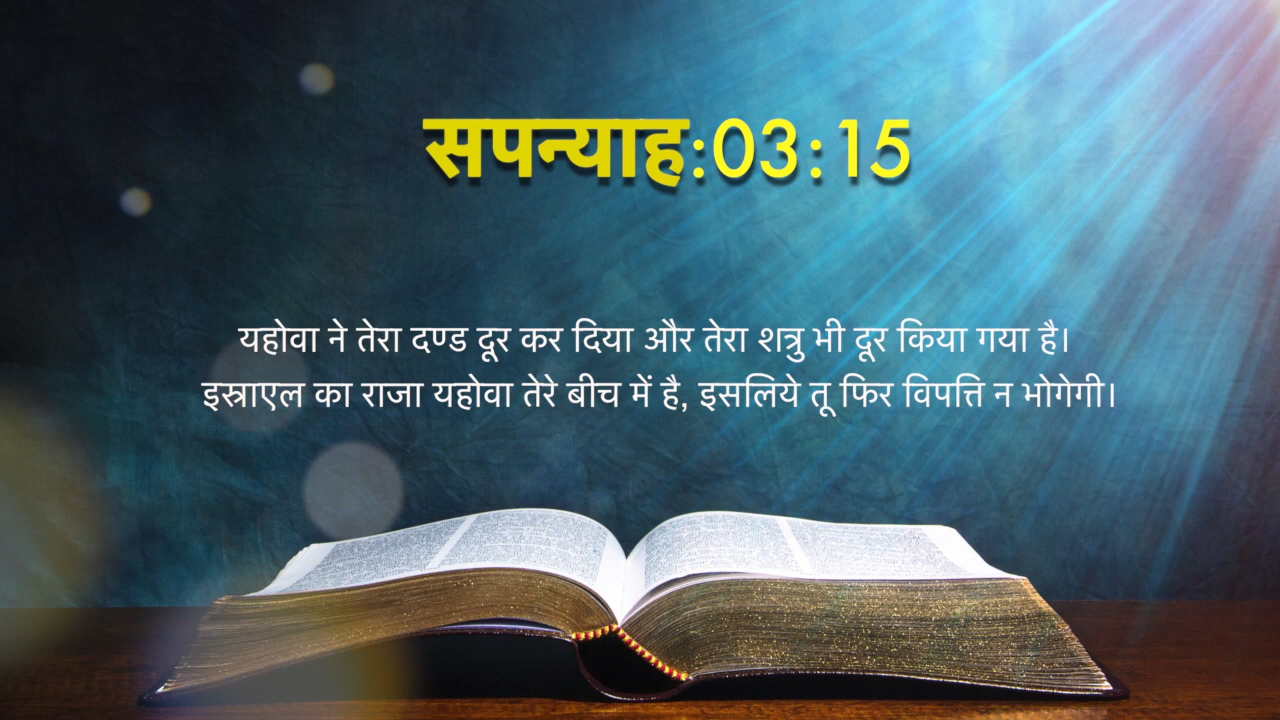 सपन्याह:03:15
यहोवा ने तेरा दण्ड दूर कर दिया और तेरा शत्रु भी दूर किया गया है।
इस्राएल का राजा यहोवा तेरे बीच में है, इसलिये तू फिर विपत्ति न भोगेगी।